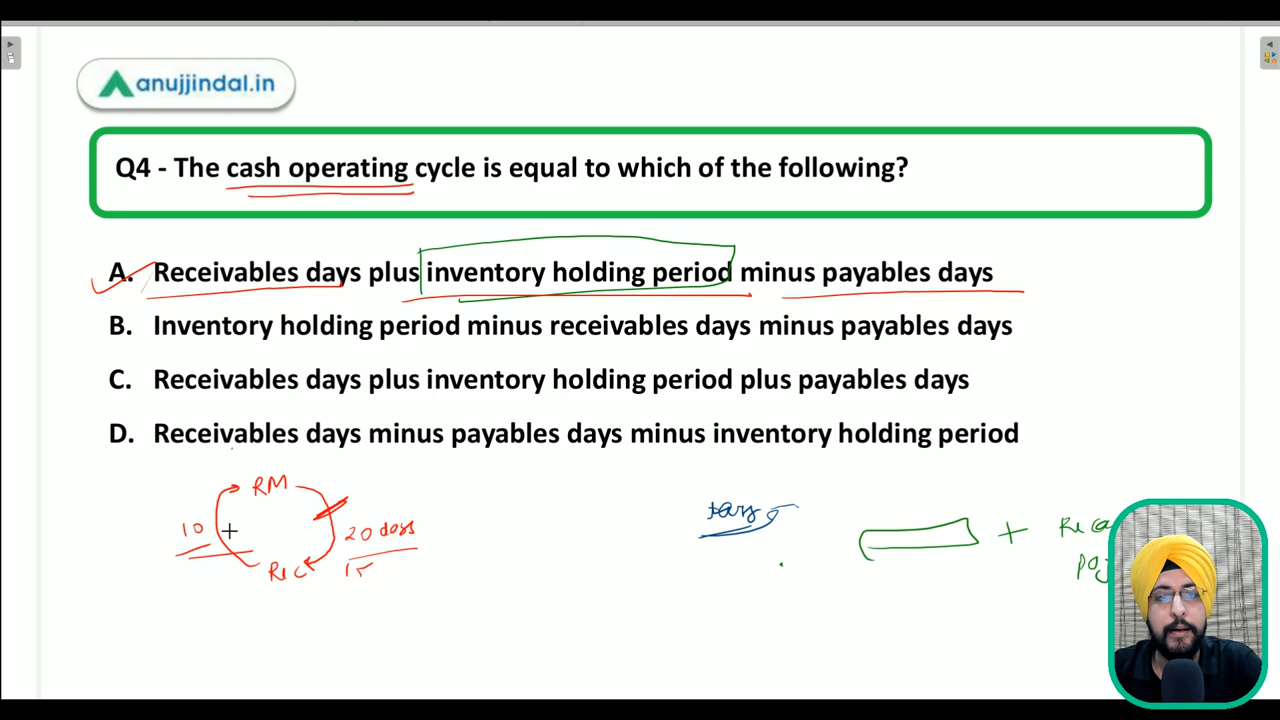 anujjindal.in
Q4 - The cash operating cycle is equal to which of the following?
A. Receivables days plus inventory holding period minus payables days
B. Inventory holding period minus receivables days minus payables days
C. Receivables days plus inventory holding period plus payables days
D. Receivables days minus payables days minus inventory holding period
RM
10
20 days
Rec
15
+